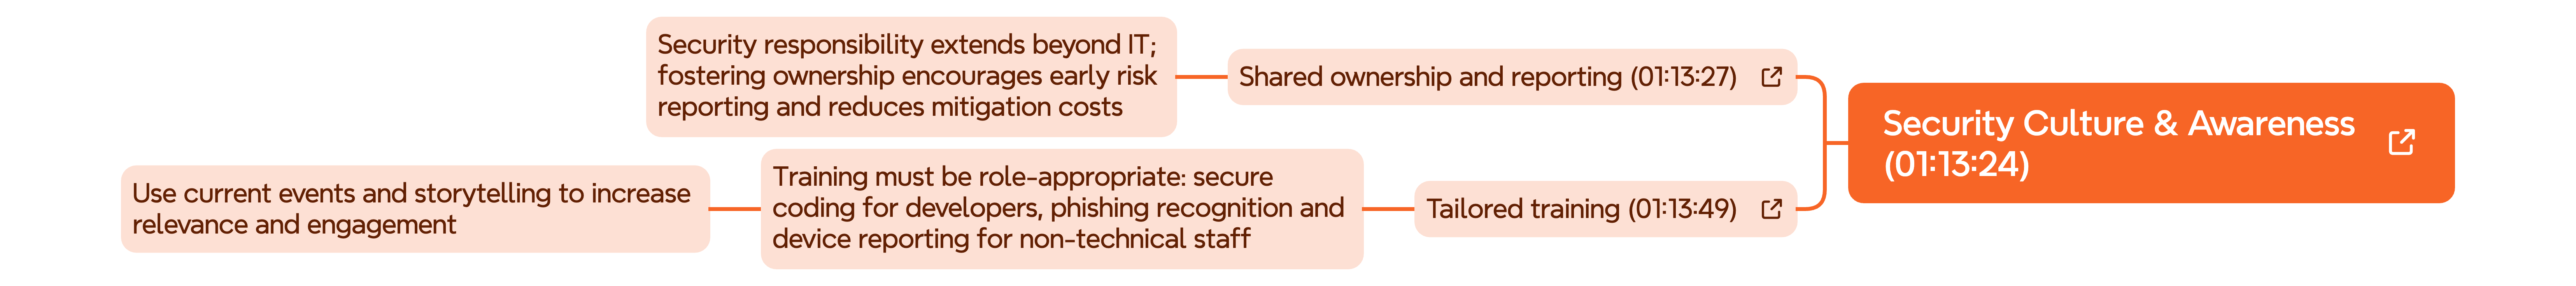 Security responsibility extends beyond IT;
fostering ownership encourages early risk
reporting and reduces mitigation costs
Shared ownership and reporting (01:13:27)
Security Culture & Awareness
(01:13:24)
Use current events and storytelling to increase
relevance and engagement
Training must be role-appropriate: secure
coding for developers, phishing recognition and
device reporting for non-technical staff
Tailored training (01:13:49)